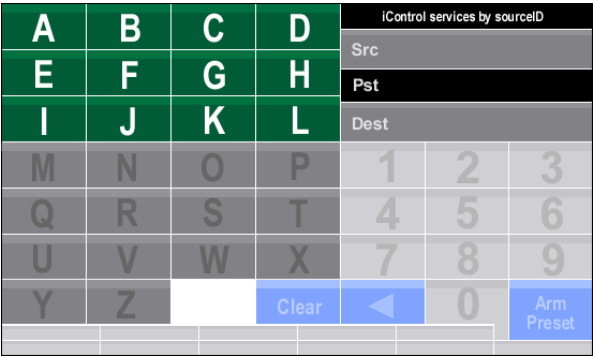 A B C D iControl services by sourceID
Src
E F G H Pst
I J K L Dest
M N O P 1 2 3
Q R S T 4 5 6
U V W X 7 8 9
Y Z Clear ◀ 0 Arm
Preset